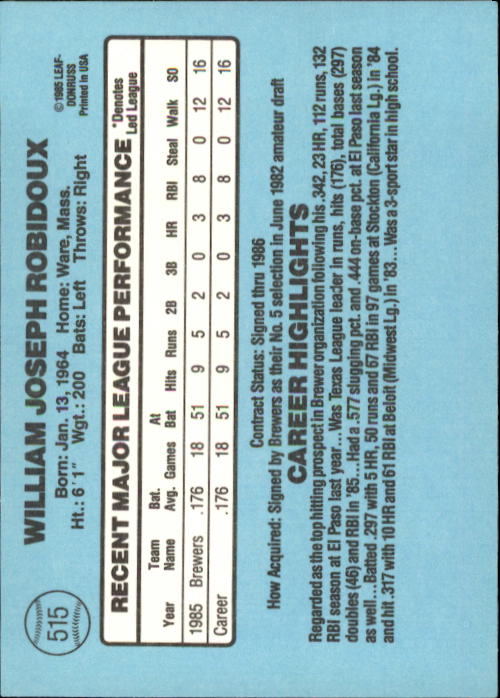 515
WILLIAM JOSEPH ROBIDOUX
Born: Jan. 13, 1964 Home: Ware, Mass.
Ht.: 6'1" Wgt.: 200 Bats: Left Throws: Right
© 1985 LEAF-
DONRUSS
Printed in USA
RECENT MAJOR LEAGUE PERFORMANCE
*Denotes
Led League
Year Team Name Bat. Avg. Games At Bat Hits Runs 2B 3B HR RBI Steal Walk SO
1985 Brewers .176 18 51 9 5 2 0 3 8 0 12 16
Career .176 18 51 9 5 2 0 3 8 0 12 16
Contract Status: Signed thru 1986
How Acquired: Signed by Brewers as their No. 5 selection in June 1982 amateur draft
CAREER HIGHLIGHTS
Regarded as the top hitting prospect in Brewer organization following his .342, 23 HR, 112 runs, 132
RBI season at El Paso last year...Was Texas League leader in runs, hits (176), total bases (297)
doubles (46) and RBI in '85...Had a .577 slugging pct. and .444 on-base pct. at El Paso last season
as well...Batted .297 with 5 HR, 50 runs and 67 RBI in 97 games at Stockton (California Lg.) in '84
and hit .317 with 10 HR and 61 RBI at Beloit (Midwest Lg.) in '83...Was a 3-sport star in high school.